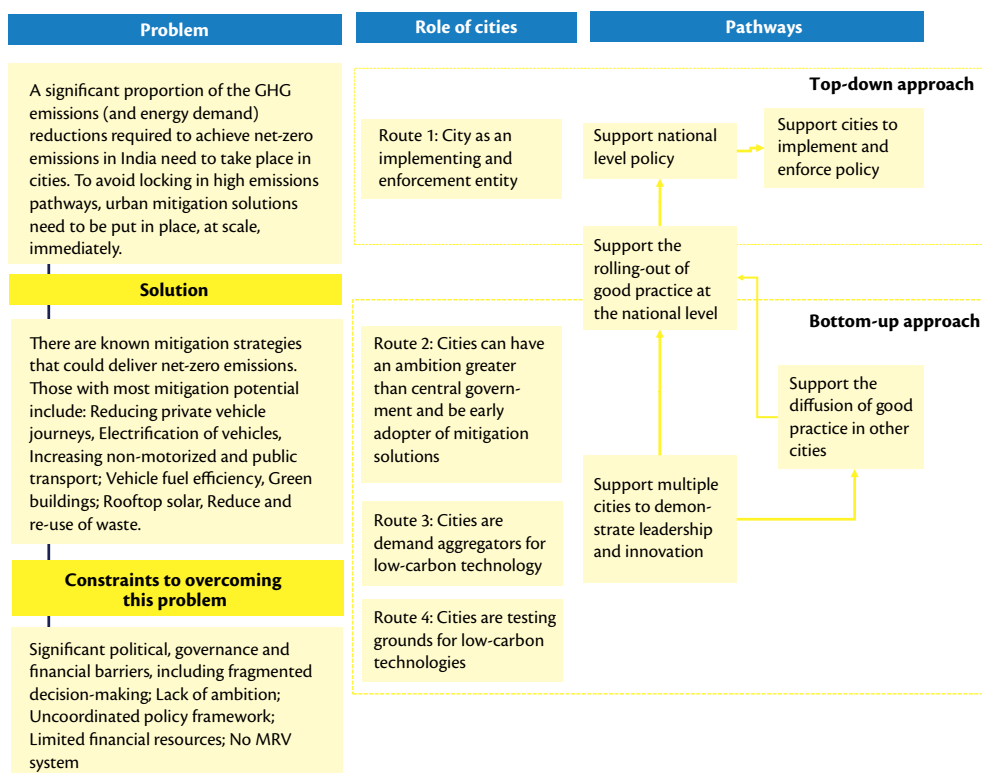 Problem
A significant proportion of the GHG
emissions (and energy demand)
reductions required to achieve net-zero
emissions in India need to take place in
cities. To avoid locking in high emissions
pathways, urban mitigation solutions
need to be put in place, at scale,
immediately.
Solution
There are known mitigation strategies
that could deliver net-zero emissions.
Those with most mitigation potential
include: Reducing private vehicle
journeys, Electrification of vehicles,
Increasing non-motorized and public
transport; Vehicle fuel efficiency, Green
buildings; Rooftop solar, Reduce and
re-use of waste.
Constraints to overcoming
this problem
Significant political, governance and
financial barriers, including fragmented
decision-making; Lack of ambition;
Uncoordinated policy framework;
Limited financial resources; No MRV
system
Role of cities
Route 1: City as an
implementing and
enforcement entity
Route 2: Cities can have
an ambition greater
than central govern-
ment and be early
adopter of mitigation
solutions
Route 3: Cities are
demand aggregators for
low-carbon technology
Route 4: Cities are testing
grounds for low-carbon
technologies
Pathways
Top-down approach
Support national
level policy
Support cities to
implement and
enforce policy
Support the
rolling-out of
good practice at
the national level
Bottom-up approach
Support the
diffusion of good
practice in other
cities
Support multiple
cities to demon-
strate leadership
and innovation